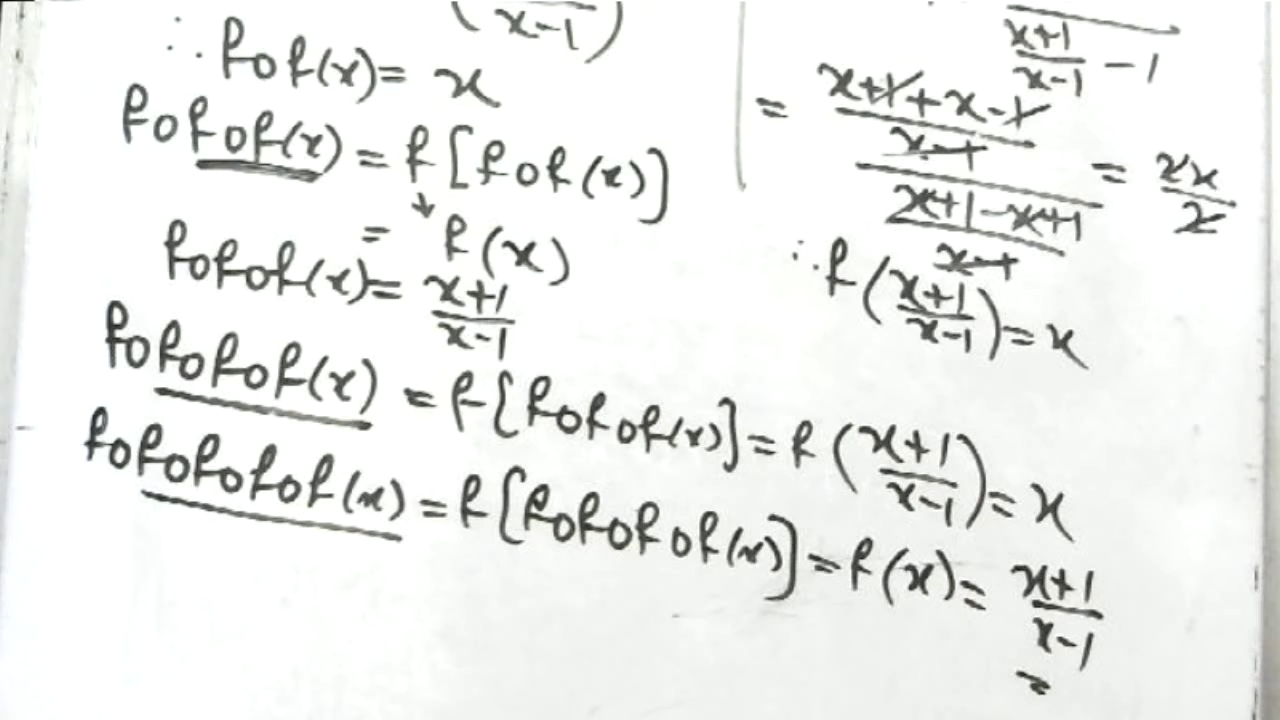 (x-1)
∴ fof(x) = x
fofof(x) = f[fof(x)]
= f(x)
fofof(x) = x+1/x-1
fofofof(x) = f[fofof(x)] = f(x+1/x-1) = x
fofofofof(x) = f[fofofof(x)] = f(x) = x+1/x-1
x+1/x-1 - 1
= x+1+x-1
x-1
= 2x/2
x+1-x+1
x-1
∴ f(x+1/x-1) = x